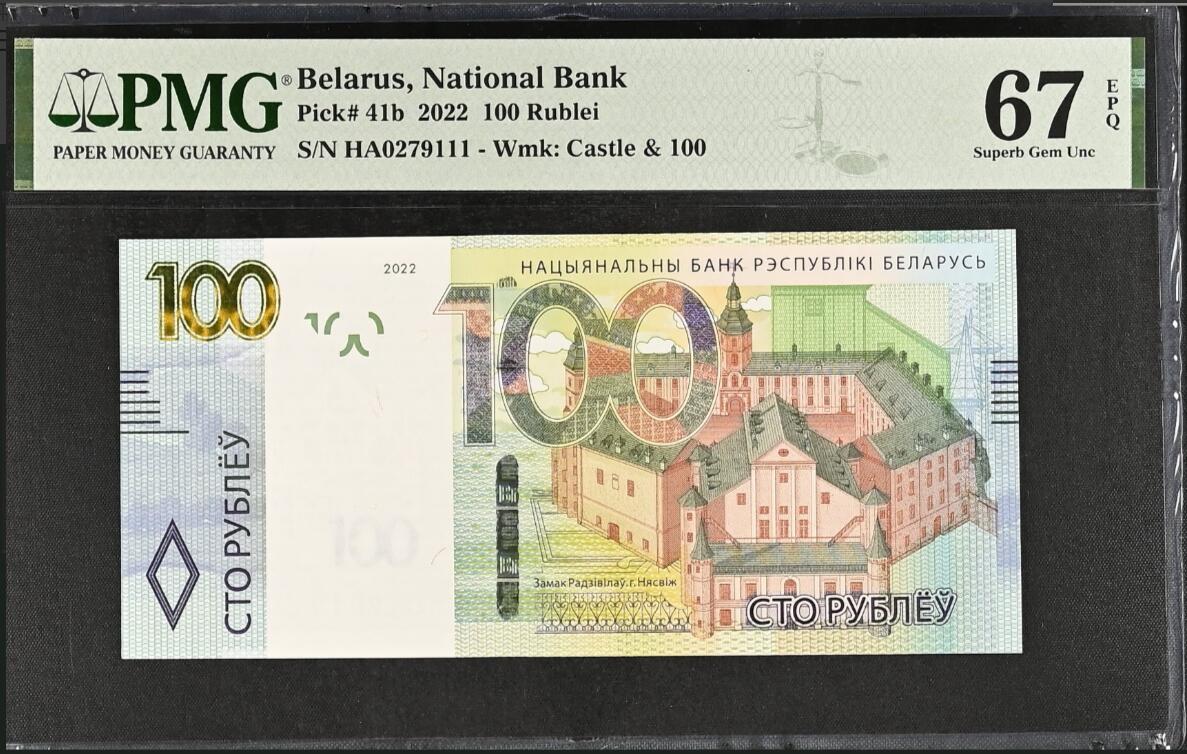 PMG®
PAPER MONEY GUARANTY
Belarus, National Bank
Pick# 41b 2022 100 Rublei
S/N HA0279111 - Wmk: Castle & 100
67
EPQ
Superb Gem Unc
100
2022
НАЦЫЯНАЛЬНЫ БАНК РЭСПУБЛІКІ БЕЛАРУСЬ
100
СТО РУБЛЁЎ
100
Замак Радзівілаў. г. Нясвіж
СТО РУБЛЁЎ